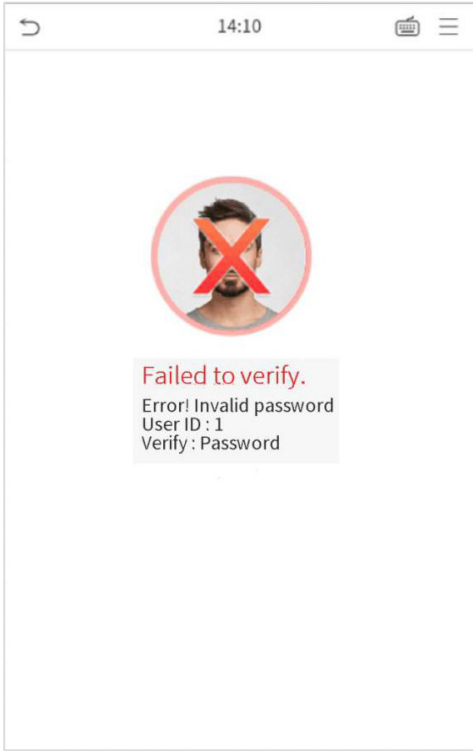 14:10
Failed to verify.
Error! Invalid password
User ID : 1
Verify : Password